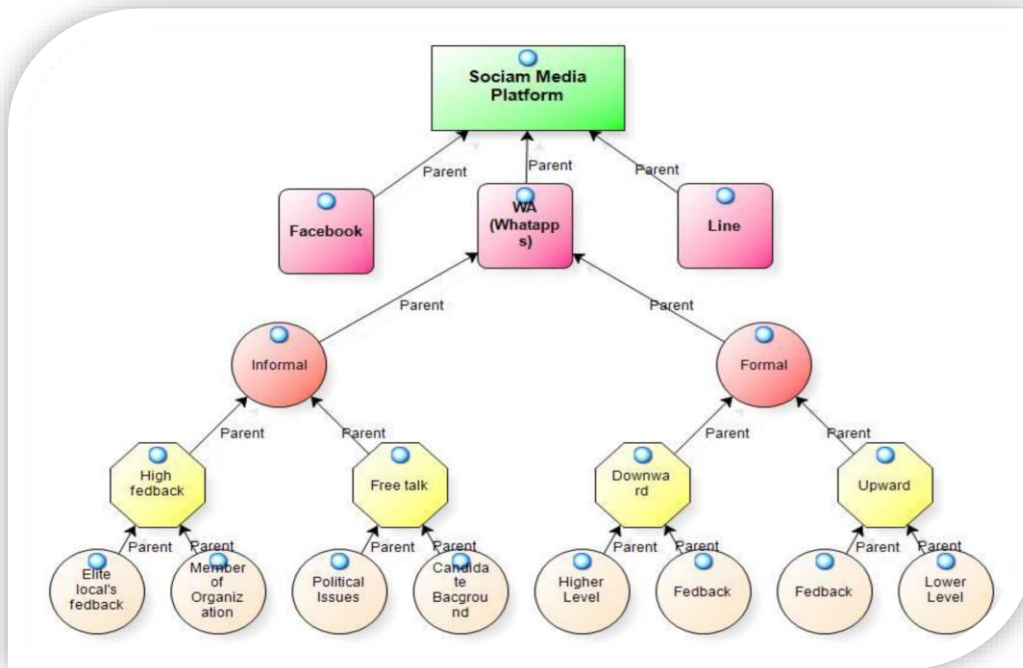 Sociam Media
Platform
Parent
Parent
Parent
Facebook
WA
(Whatapp
s)
Line
Parent
Parent
Informal
Formal
Parent
Parent
Parent
Parent
High
fedback
Free talk
Downwa
rd
Upward
Parent
Parent
Parent
Parent
Parent
Parent
Parent
Parent
Elite
local's
fedback
Member
of
Organiz
ation
Political
Issues
Candida
te
Bacgrou
nd
Higher
Level
Fedback
Fedback
Lower
Level